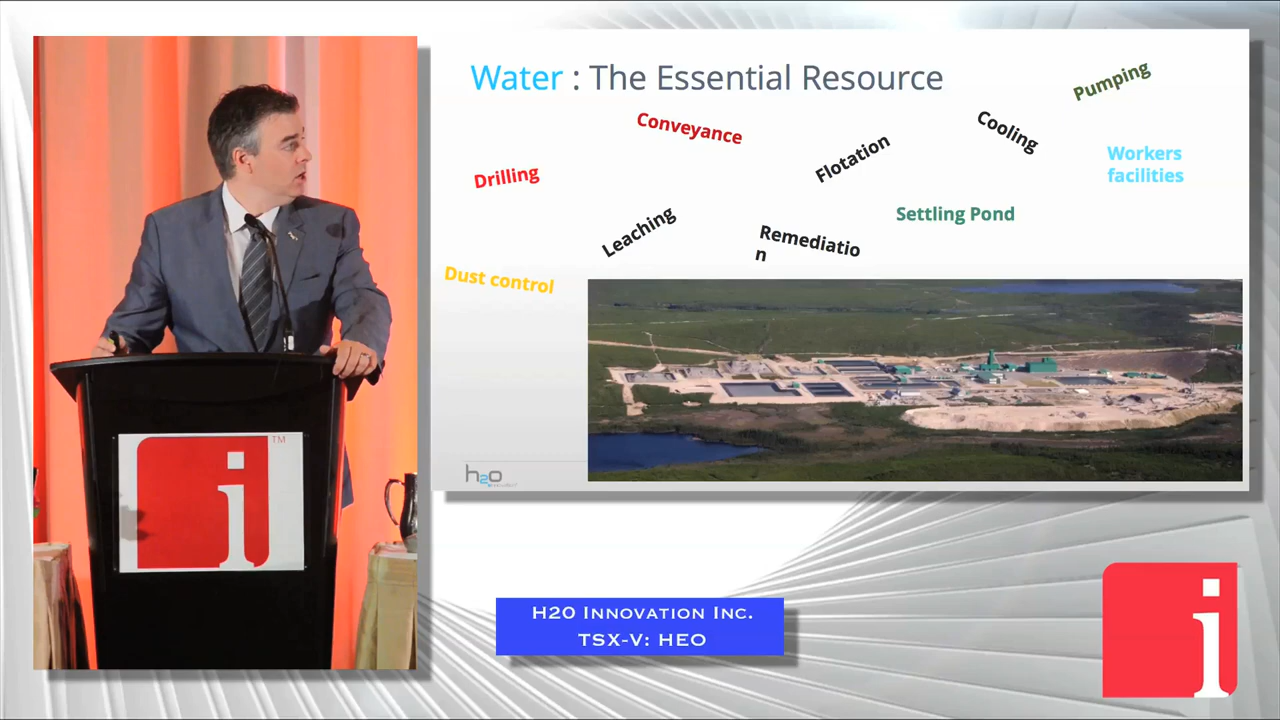 Water : The Essential Resource
Pumping
Conveyance
Cooling
Flotation
Workers
facilities
Drilling
Settling Pond
Leaching
Remediatio
n
Dust control
h2o
i
TM
H20 Innovation Inc.
TSX-V: HEO
i